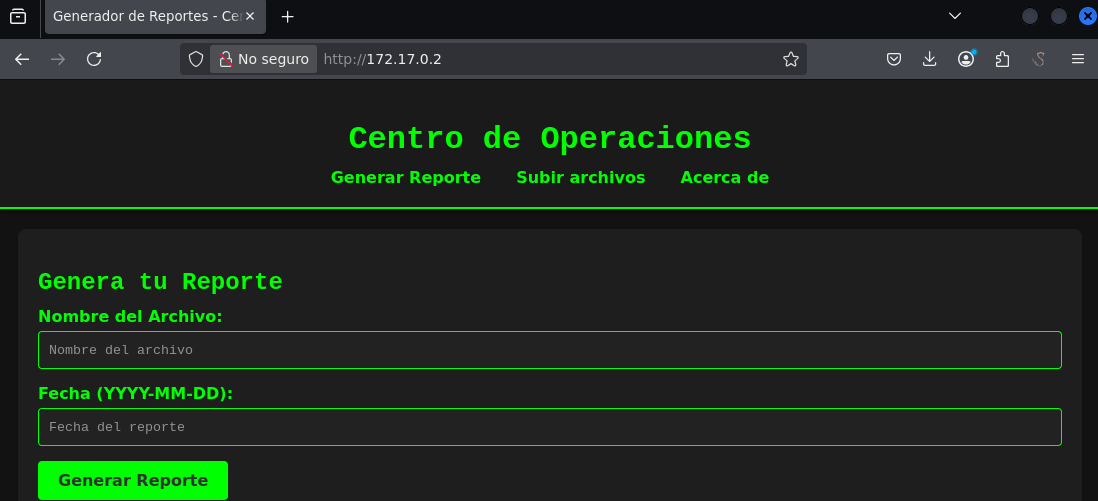 Generador de Reportes - Cen
No seguro http://172.17.0.2
Centro de Operaciones
Generar Reporte Subir archivos Acerca de
Genera tu Reporte
Nombre del Archivo:
Nombre del archivo
Fecha (YYYY-MM-DD):
Fecha del reporte
Generar Reporte